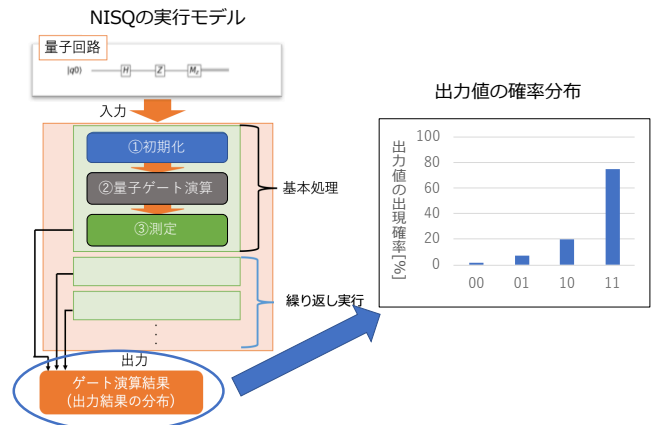 NISQの実行モデル
量子回路
|q0⟩ H Z M_z
入力
①初期化
②量子ゲート演算
③測定
基本処理
繰り返し実行
出力
ゲート演算結果
(出力結果の分布)
出力値の確率分布
出力値の出現確率[%]
100
80
60
40
20
0
00 01 10 11